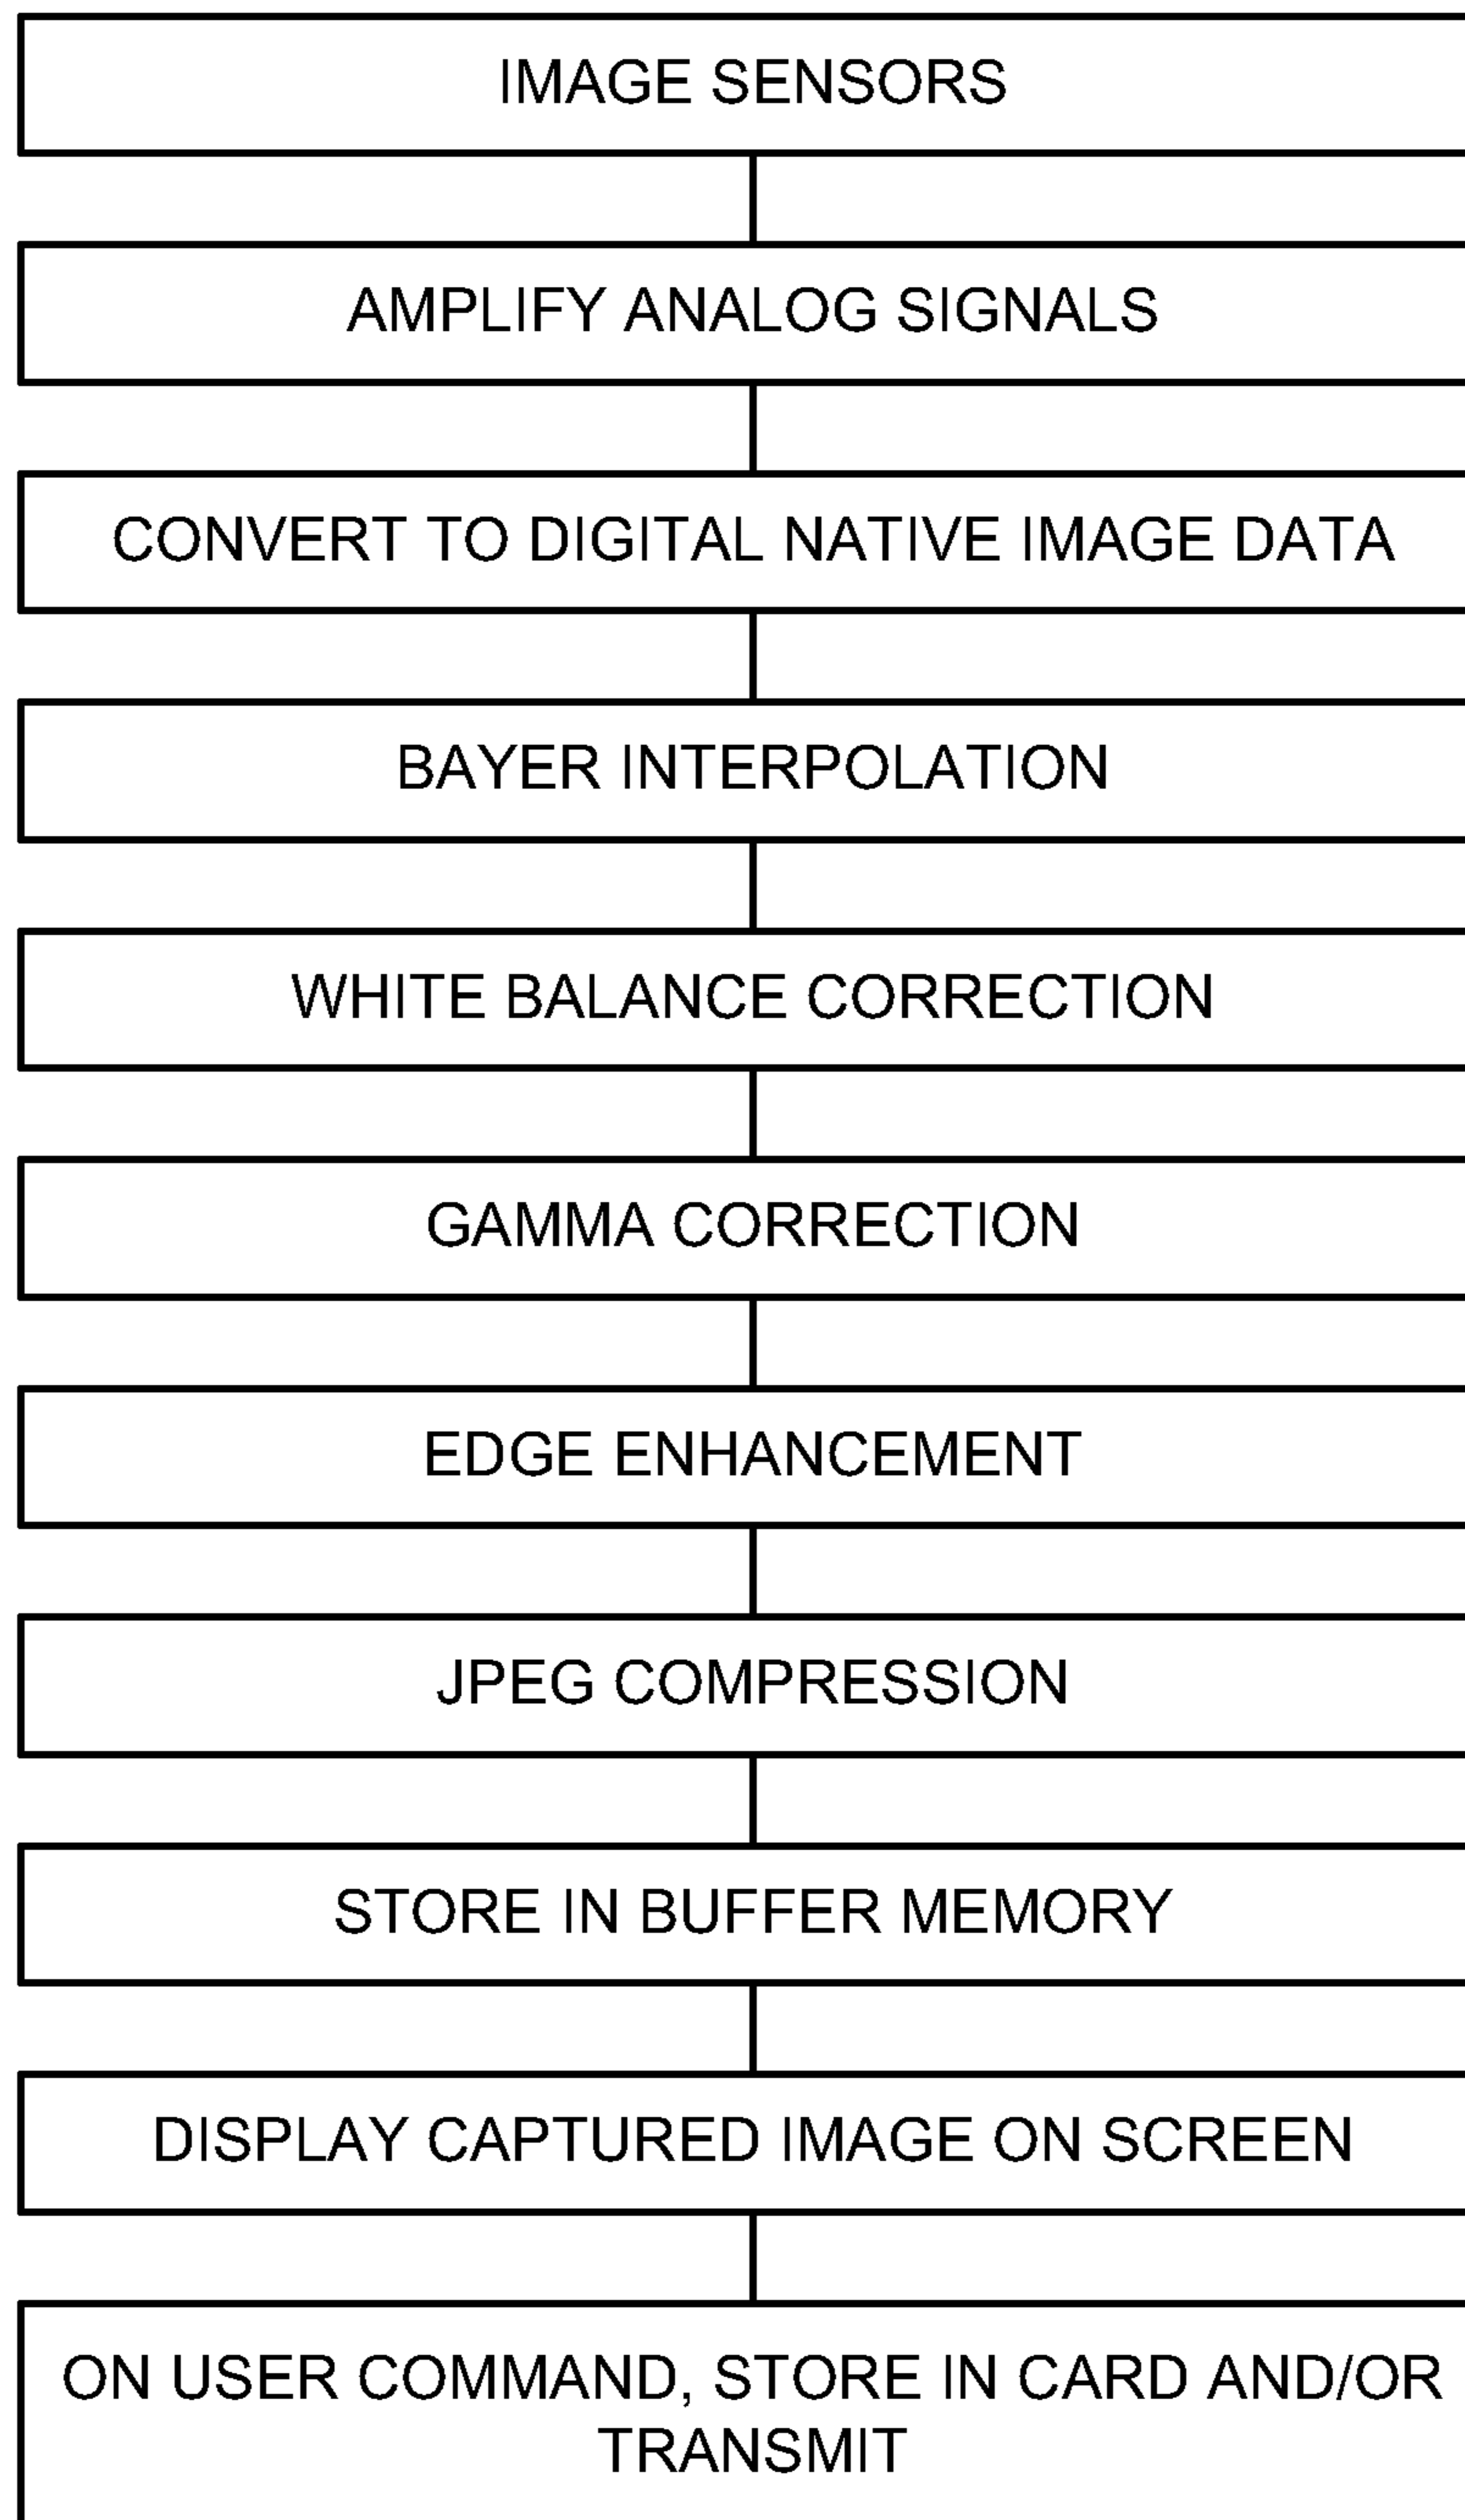 IMAGE SENSORS
AMPLIFY ANALOG SIGNALS
CONVERT TO DIGITAL NATIVE IMAGE DATA
BAYER INTERPOLATION
WHITE BALANCE CORRECTION
GAMMA CORRECTION
EDGE ENHANCEMENT
JPEG COMPRESSION
STORE IN BUFFER MEMORY
DISPLAY CAPTURED IMAGE ON SCREEN
ON USER COMMAND, STORE IN CARD AND/OR
TRANSMIT